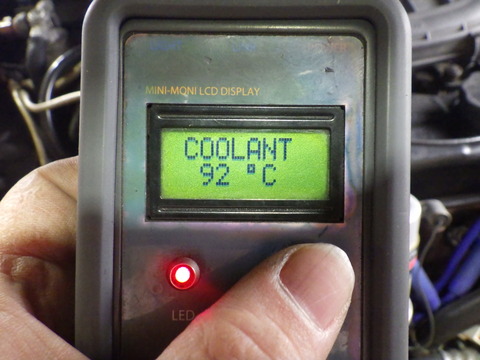 MINI-MONI LCD DISPLAY
COOLANT
92 °C
LED